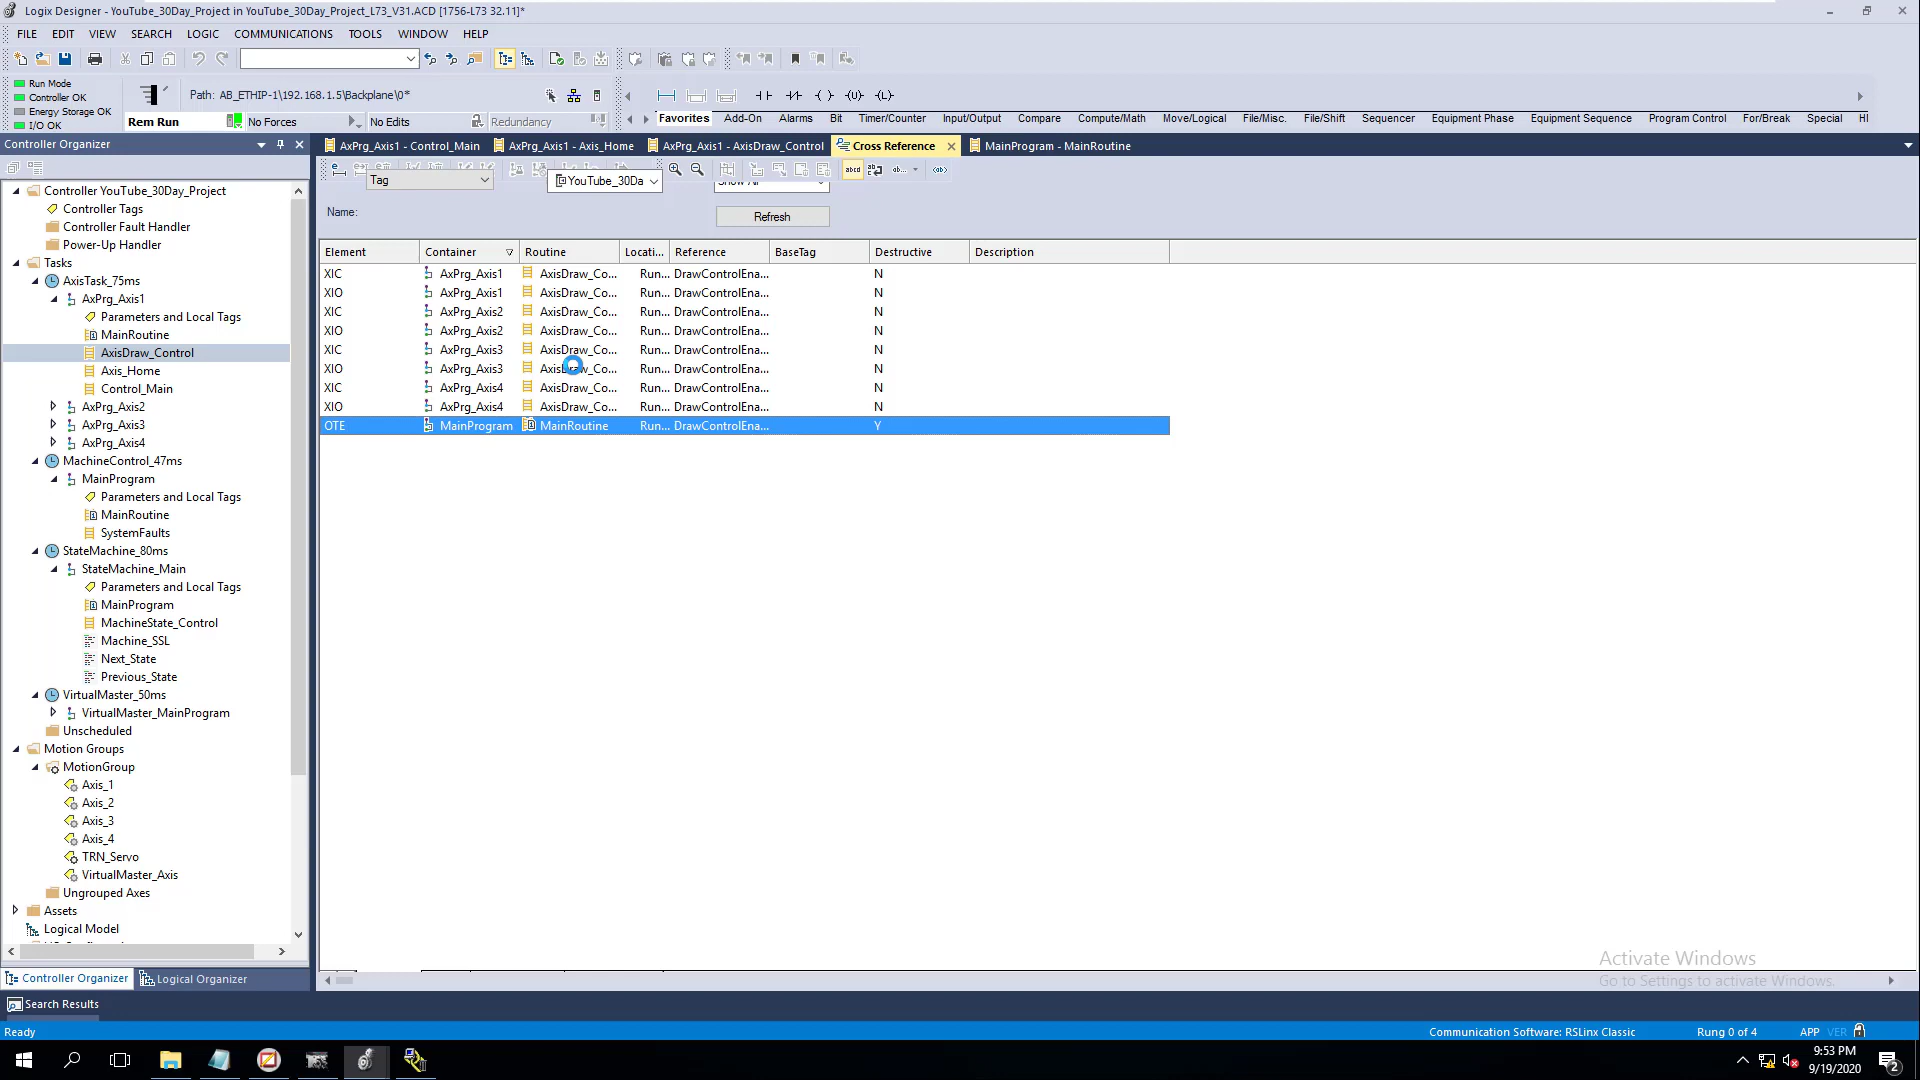 Logix Designer - YouTube_30Day_Project in YouTube_30Day_Project_L73_V31.ACD [1756-L73 32.11]*
FILE EDIT VIEW SEARCH LOGIC COMMUNICATIONS TOOLS WINDOW HELP
Run Mode
Controller OK
Energy Storage OK
I/O OK
Path: AB_ETHIP-1\192.168.1.5\Backplane\0*
Rem Run No Forces No Edits Redundancy
Favorites Add-On Alarms Bit Timer/Counter Input/Output Compare Compute/Math Move/Logical File/Misc. File/Shift Sequencer Equipment Phase Equipment Sequence Program Control For/Break Special
Controller Organizer
AxPrg_Axis1 - Control_Main AxPrg_Axis1 - Axis_Home AxPrg_Axis1 - AxisDraw_Control Cross Reference MainProgram - MainRoutine
Tag YouTube_30Da Show All
Name: Refresh
Element Container Routine Locati... Reference BaseTag Destructive Description
XIC AxPrg_Axis1 AxisDraw_Co... Run... DrawControlEna... N
XIO AxPrg_Axis1 AxisDraw_Co... Run... DrawControlEna... N
XIC AxPrg_Axis2 AxisDraw_Co... Run... DrawControlEna... N
XIO AxPrg_Axis2 AxisDraw_Co... Run... DrawControlEna... N
XIC AxPrg_Axis3 AxisDraw_Co... Run... DrawControlEna... N
XIO AxPrg_Axis3 AxisDraw_Co... Run... DrawControlEna... N
XIC AxPrg_Axis4 AxisDraw_Co... Run... DrawControlEna... N
XIO AxPrg_Axis4 AxisDraw_Co... Run... DrawControlEna... N
OTE MainProgram MainRoutine Run... DrawControlEna... Y
Controller YouTube_30Day_Project
Controller Tags
Controller Fault Handler
Power-Up Handler
Tasks
AxisTask_75ms
AxPrg_Axis1
Parameters and Local Tags
MainRoutine
AxisDraw_Control
Axis_Home
Control_Main
AxPrg_Axis2
AxPrg_Axis3
AxPrg_Axis4
MachineControl_47ms
MainProgram
Parameters and Local Tags
MainRoutine
SystemFaults
StateMachine_80ms
StateMachine_Main
Parameters and Local Tags
MainProgram
MachineState_Control
Machine_SSL
Next_State
Previous_State
VirtualMaster_50ms
VirtualMaster_MainProgram
Unscheduled
Motion Groups
MotionGroup
Axis_1
Axis_2
Axis_3
Axis_4
TRN_Servo
VirtualMaster_Axis
Ungrouped Axes
Assets
Logical Model
Controller Organizer Logical Organizer
Activate Windows
Go to Settings to activate Windows.
Search Results
Ready Communication Software: RSLinx Classic Rung 0 of 4 APP VER
9:53 PM
9/19/2020
2